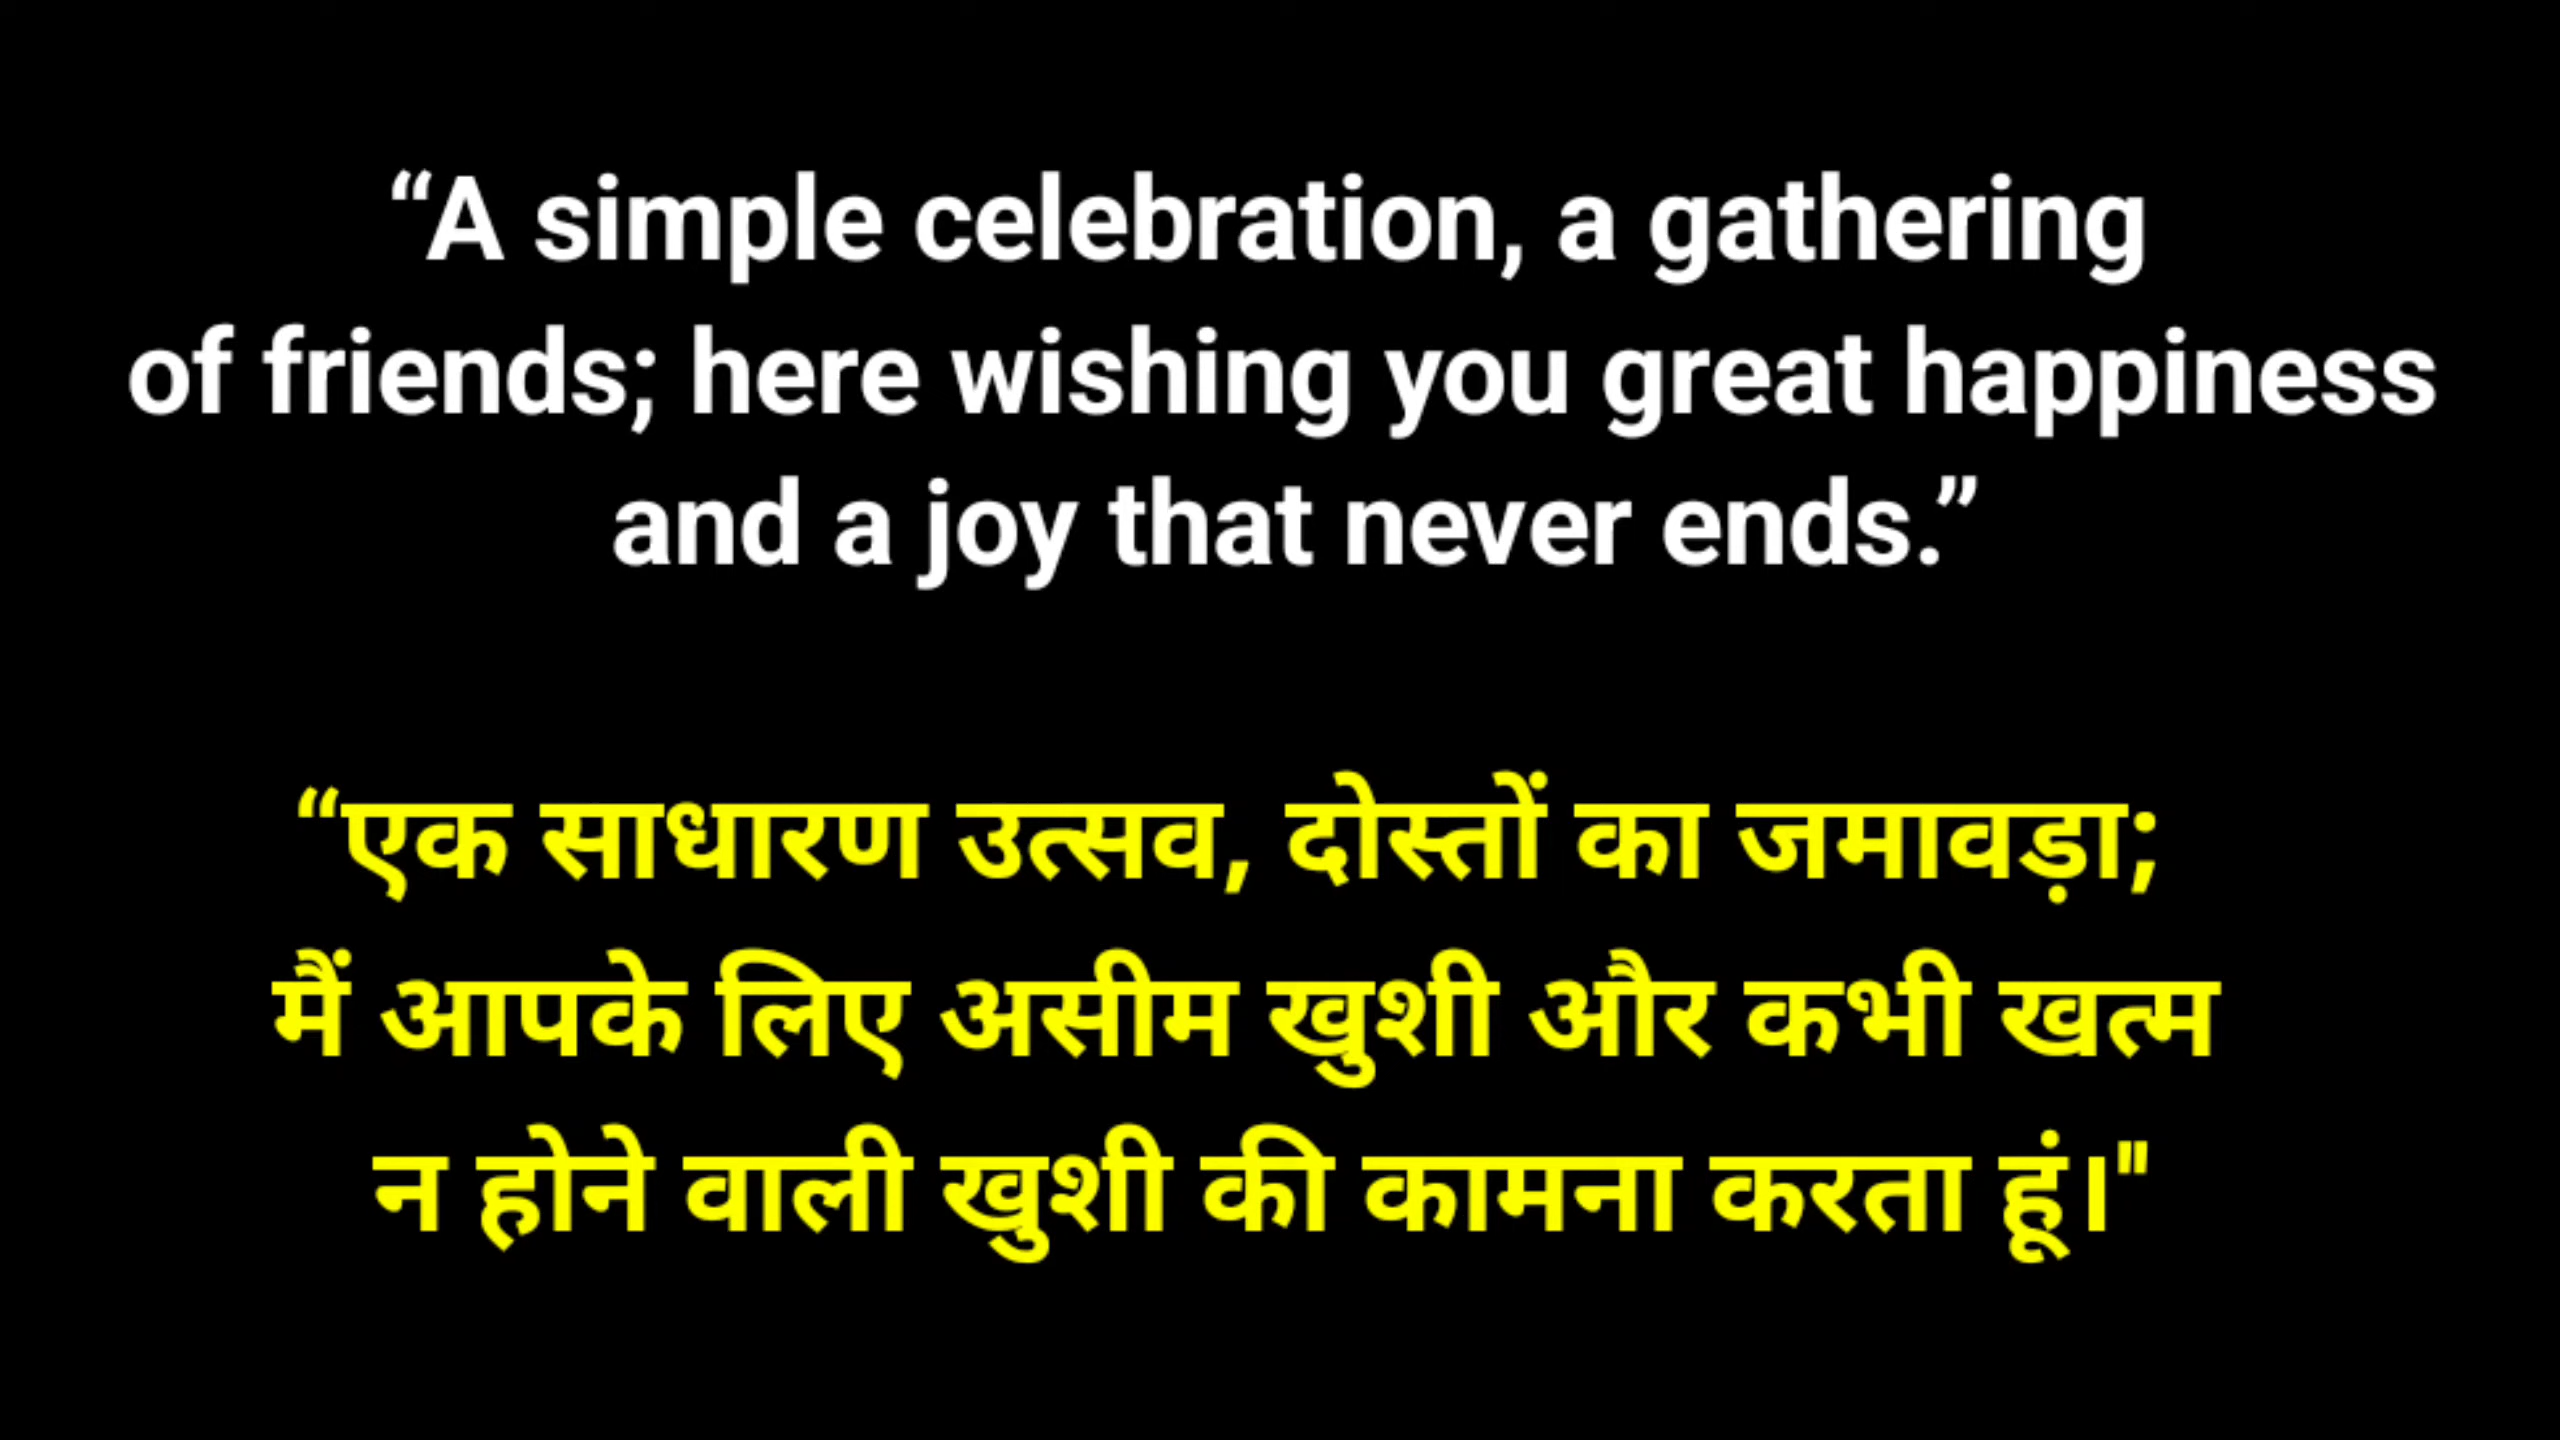 “A simple celebration, a gathering
of friends; here wishing you great happiness
and a joy that never ends.”
“एक साधारण उत्सव, दोस्तों का जमावड़ा;
मैं आपके लिए असीम खुशी और कभी खत्म
न होने वाली खुशी की कामना करता हूं।"